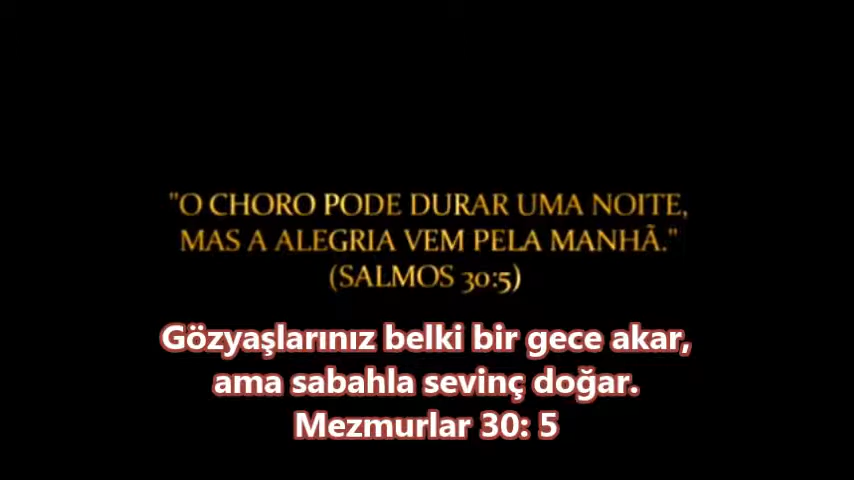 "O CHORO PODE DURAR UMA NOITE,
MAS A ALEGRIA VEM PELA MANHÃ."
(SALMOS 30:5)
Gözyaşlarınız belki bir gece akar,
ama sabahla sevinç doğar.
Mezmurlar 30: 5